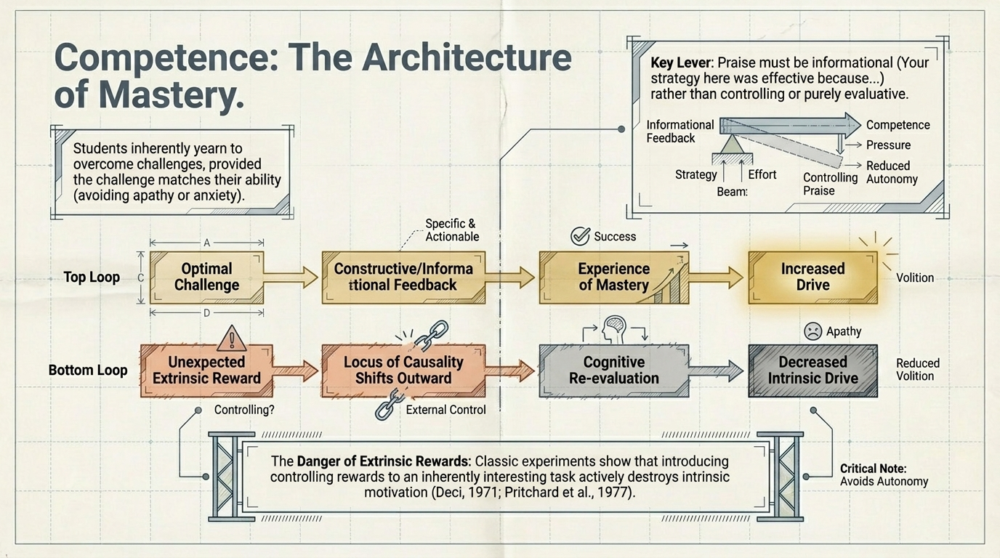 Competence: The Architecture
of Mastery.
Students inherently yearn to
overcome challenges, provided
the challenge matches their ability
(avoiding apathy or anxiety).
Key Lever: Praise must be informational (Your
strategy here was effective because...)
rather than controlling or purely evaluative.
Informational
Feedback
Competence
Pressure
Reduced
Autonomy
Strategy
Effort
Controlling
Praise
Beam:
Specific &
Actionable
Success
A
Top Loop
C
Optimal
Challenge
Constructive/Informa
tional Feedback
Experience
of Mastery
Increased
Drive
Volition
D
Apathy
Bottom Loop
Unexpected
Extrinsic Reward
Locus of Causality
Shifts Outward
Cognitive
Re-evaluation
Decreased
Intrinsic Drive
Reduced
Volition
Controlling?
External Control
The Danger of Extrinsic Rewards: Classic experiments show that introducing
controlling rewards to an inherently interesting task actively destroys intrinsic
motivation (Deci, 1971; Pritchard et al., 1977).
Critical Note:
Avoids Autonomy